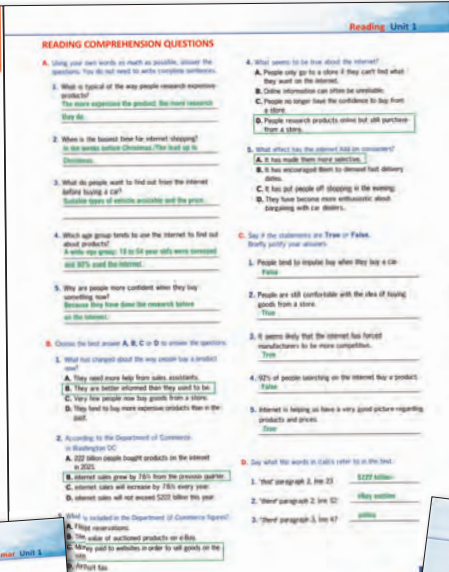 Reading Unit 1
READING COMPREHENSION QUESTIONS
A. Using your own words as much as possible, answer the
questions. You do not need to write complete sentences.
1. What is typical of the way people research expensive
products?
The more expensive the product, the more research
they do.
2. When is the busiest time for internet shopping?
In the weeks before Christmas./The lead up to
Christmas.
3. What do people want to find out from the internet
before buying a car?
Suitable types of vehicle available and the price.
4. Which age group tends to use the internet to find out
about products?
A wide age group: 18 to 54 year olds were surveyed
and 92% used the internet.
5. Why are people more confident when they buy
something now?
Because they have done the research before
on the internet.
B. Choose the best answer A, B, C or D to answer the questions.
1. What has changed about the way people buy a product
now?
A. They need more help from sales assistants.
B. They are better informed than they used to be.
C. Very few people now buy goods from a store.
D. They tend to buy more expensive products than in the
past.
2. According to the Department of Commerce
in Washington DC
A. 222 billion people bought products on the internet
in 2021.
B. internet sales grew by 7.6% from the previous quarter.
C. internet sales will increase by 7.6% every year.
D. internet sales will not exceed $222 billion this year.
What is included in the Department of Commerce figures?
A. Flight reservations.
value of auctioned products on e-Bay.
C. Money paid to websites in order to sell goods on the
site.
Airport tax
4. What seems to be true about the internet?
A. People only go to a store if they can't find what
they want on the internet.
B. Online information can often be unreliable.
C. People no longer have the confidence to buy from
a store.
D. People research products online but still purchase
from a store.
5. What effect has the internet had on consumers?
A. It has made them more selective.
B. It has encouraged them to demand fast delivery
dates.
C. It has put people off shopping in the evening.
D. They have become more enthusiastic about
bargaining with car dealers.
C. Say if the statements are True or False.
Briefly justify your answers.
1. People tend to impulse buy when they buy a car.
False
2. People are still comfortable with the idea of buying
goods from a store.
True
3. It seems likely that the internet has forced
manufacturers to be more competitive.
True
4. 92% of people searching on the internet buy a product.
False
5. Internet is helping us have a very good picture regarding
products and prices.
True
D. Say what the words in italics refer to in the text.
1. 'that' paragraph 2, line 23 $222 billion
2. 'there' paragraph 2, line 32 eBay
3. 'there' paragraph 3, line 47 online
Unit 1